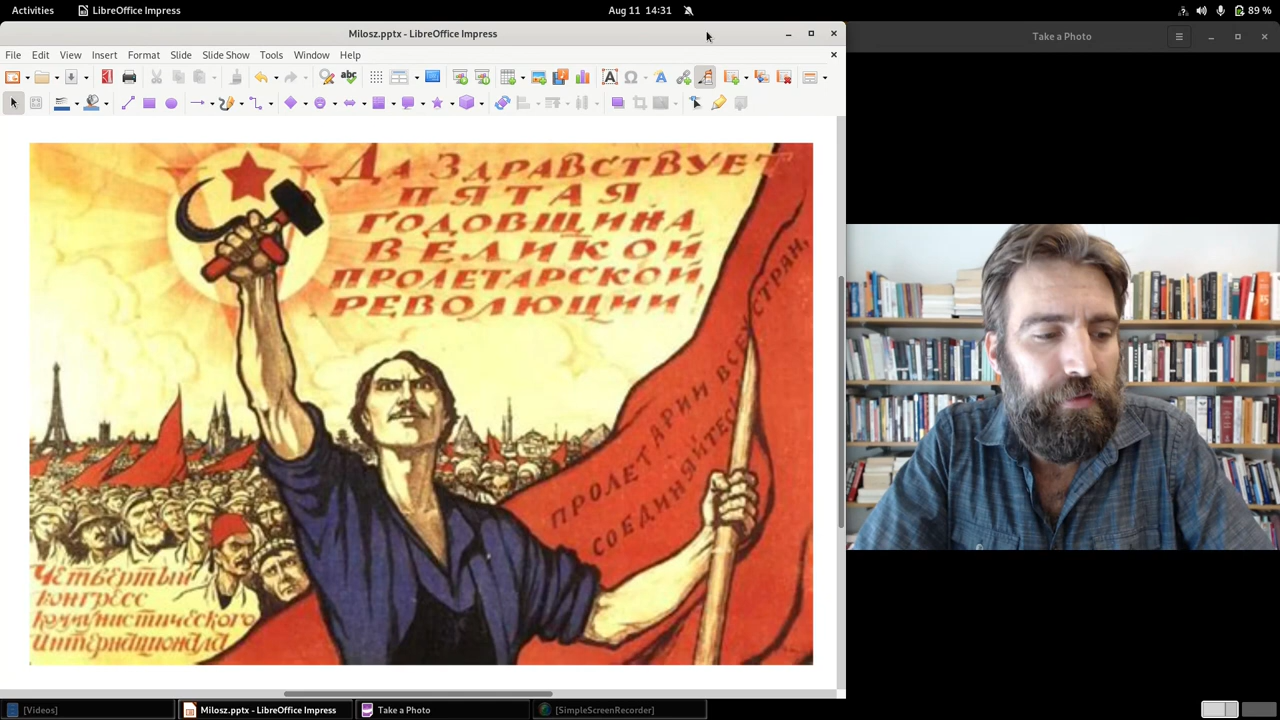 Activities
LibreOffice Impress
Aug 11 14:31
89 %
Milosz.pptx - LibreOffice Impress
Take a Photo
File Edit View Insert Format Slide Slide Show Tools Window Help
Да Здравствует
пятая
годовщина
Великой
пролетарской
революции!
Пролетарии всех стран,
соединяйтесь
Четвертый
конгресс
коммунистического
интернационала
[Videos]
Milosz.pptx - LibreOffice Impress
Take a Photo
[SimpleScreenRecorder]